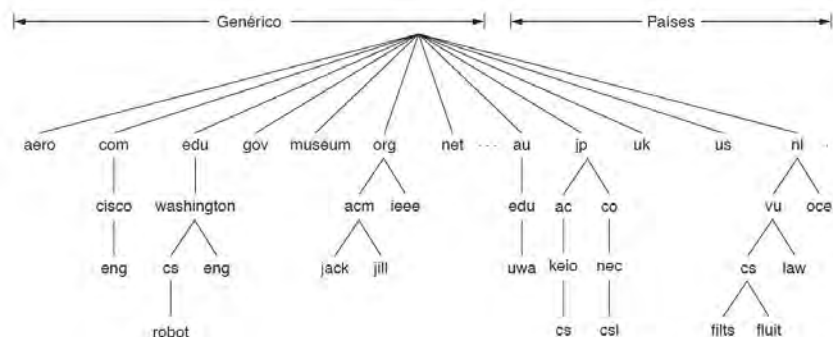 Genérico Países
aero com edu gov museum org net ... au jp uk us nl ...
cisco washington acm ieee edu ac co vu oce
eng cs eng jack jill uwa keio nec cs law
robot cs csl filts fluit